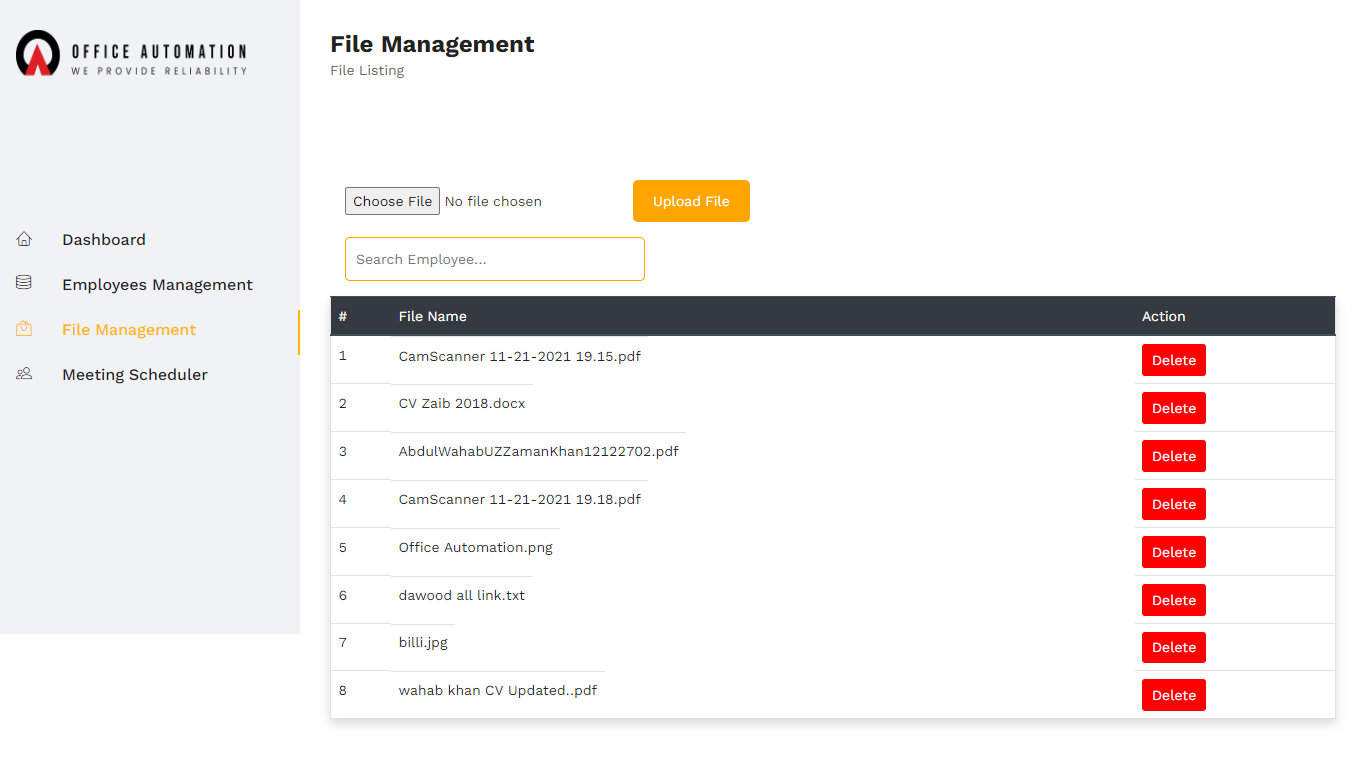 OFFICE AUTOMATION
WE PROVIDE RELIABILITY
Dashboard
Employees Management
File Management
Meeting Scheduler
File Management
File Listing
Choose File No file chosen
Upload File
Search Employee...
# File Name Action
1 CamScanner 11-21-2021 19.15.pdf Delete
2 CV Zaib 2018.docx Delete
3 AbdulWahabUZZamanKhan12122702.pdf Delete
4 CamScanner 11-21-2021 19.18.pdf Delete
5 Office Automation.png Delete
6 dawood all link.txt Delete
7 billi.jpg Delete
8 wahab khan CV Updated..pdf Delete